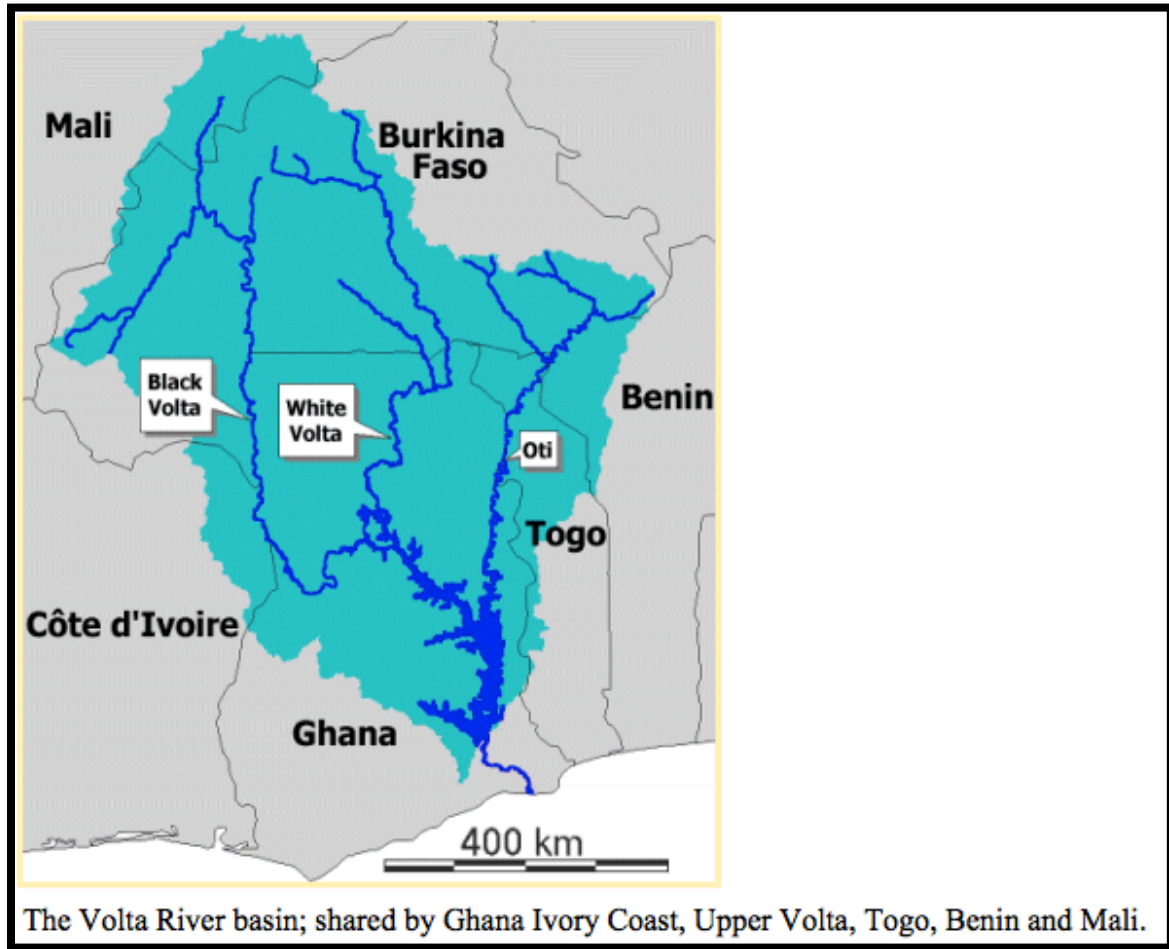 Mali
Burkina
Faso
Black
Volta
White
Volta
Benin
Oti
Togo
Côte d'Ivoire
Ghana
400 km
The Volta River basin; shared by Ghana Ivory Coast, Upper Volta, Togo, Benin and Mali.